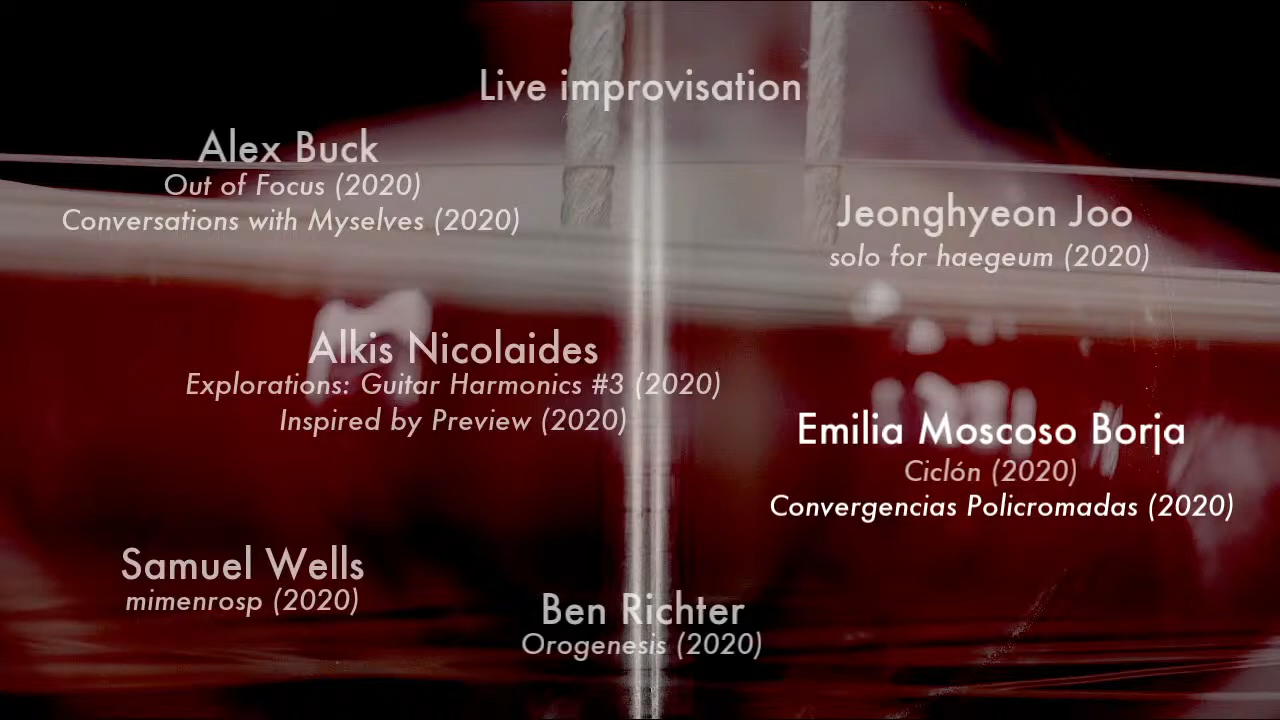 Live improvisation
Alex Buck
Out of Focus (2020)
Conversations with Myselves (2020)
Jeonghyeon Joo
solo for haegeum (2020)
Alkis Nicolaides
Explorations: Guitar Harmonics #3 (2020)
Inspired by Preview (2020)
Emilia Moscoso Borja
Ciclón (2020)
Convergencias Policromadas (2020)
Samuel Wells
mimenrosp (2020)
Ben Richter
Orogenesis (2020)